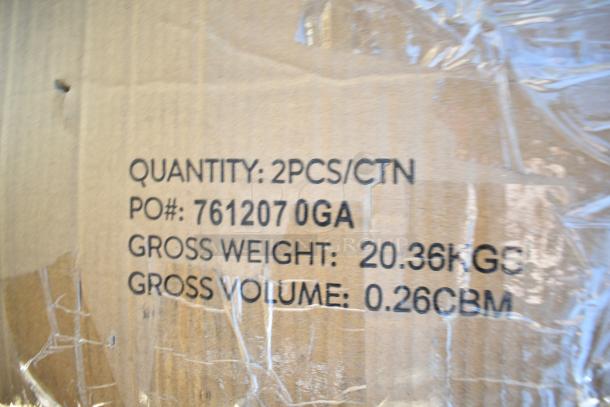 QUANTITY: 2PCS/CTN
PO#: 761207 0GA
GROSS WEIGHT: 20.36KGS
GROSS VOLUME: 0.26CBM